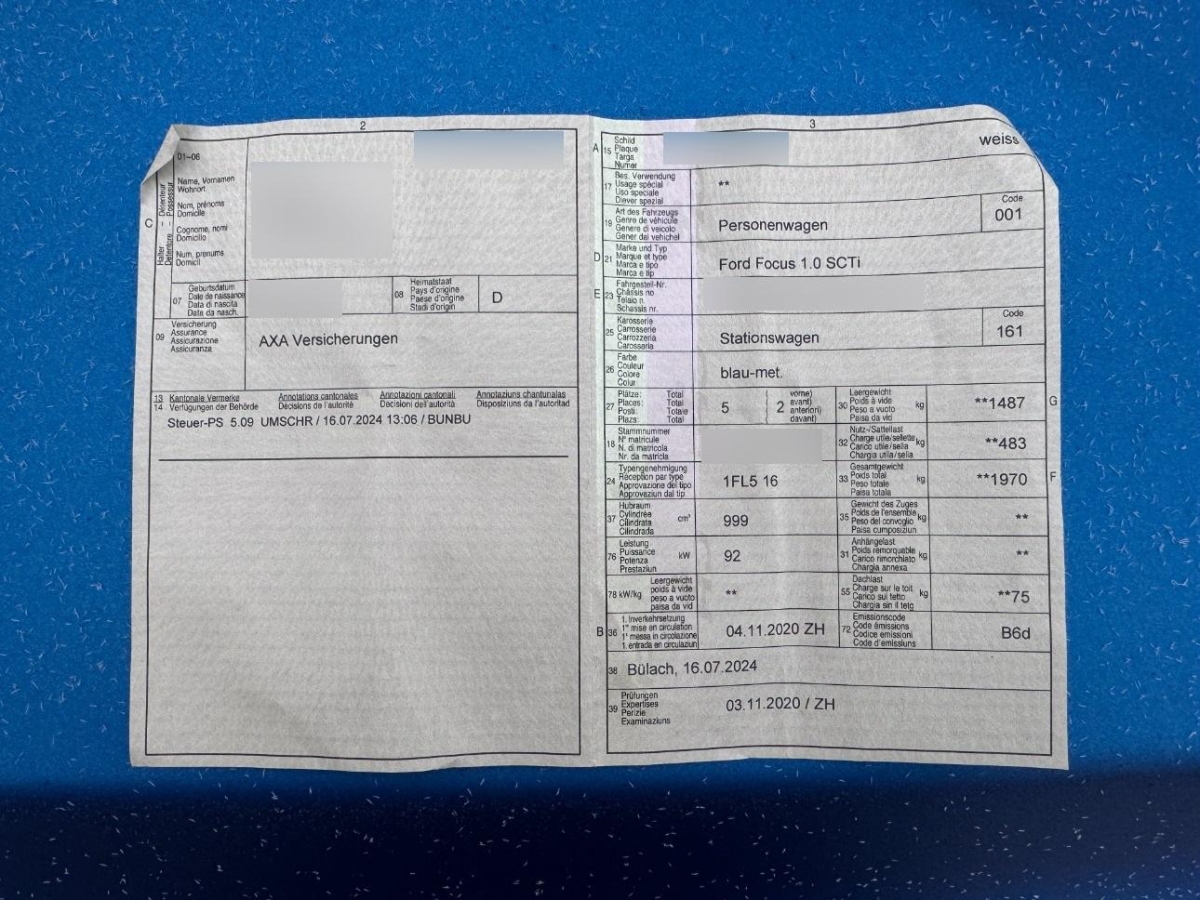 2
01-06
C
Halter - Détenteur
Detentore - Possessur
Name, Vornamen
Wohnort
Nom, prénoms
Domicile
Cognome, nomi
Domicilio
Num, prenums
Domicil
07
Geburtsdatum
Date de naissance
Data di nascita
Data da nasch.
08
Heimatstaat
Pays d'origine
Paese d'origine
Stadi d'origin
D
09
Versicherung
Assurance
Assicurazione
Assicuranza
AXA Versicherungen
13 Kantonale Vermerke Annotations cantonales Annotazioni cantonali Annotaziuns chantunalas
14 Verfügungen der Behörde Décisions de l'autorité Decisioni dell'autorità Disposiziuns da l'autoritad
Steuer-PS 5.09 UMSCHR / 16.07.2024 13:06 / BUNBU
3
A 15
Schild
Plaque
Targa
Numer
weiss
17
Bes. Verwendung
Usage spécial
Uso speciale
Diever spezial
**
19
Art des Fahrzeugs
Genre de véhicule
Genere di veicolo
Gener dal vehichel
Personenwagen
Code
001
D 21
Marke und Typ
Marque et type
Marca e tipo
Marca e tip
Ford Focus 1.0 SCTi
E 23
Fahrgestell-Nr.
Châssis no
Telaio n.
Schassis nr.
25
Karosserie
Carrosserie
Carrozzeria
Carossaria
Stationswagen
Code
161
26
Farbe
Couleur
Colore
Colur
blau-met.
27
Plätze: Total
Places: Total
Posti: Totale
Plazs: Total
5
2
vorne)
avant)
anteriori)
davant)
30
Leergewicht
Poids à vide
Peso a vuoto
Paisa da vid
kg
**1487
G
18
Stammnummer
N° matricule
N. di matricola
Nr. da matricla
32
Nutz-/Sattellast
Charge utile/sellette
Carico utile/sella
Chargia utila/sella
kg
**483
24
Typengenehmigung
Réception par type
Approvazione del tipo
Approvaziun dal tip
1FL5 16
33
Gesamtgewicht
Poids total
Peso totale
Paisa totala
kg
**1970
F
37
Hubraum
Cylindrée
Cilindrata
Cilindrada
cm³
999
35
Gewicht des Zuges
Poids de l'ensemble
Peso del convoglio
Paisa cumposiziun
kg
**
76
Leistung
Puissance
Potenza
Prestaziun
kW
92
31
Anhängelast
Poids remorquable
Carico rimorchiato
Chargia annexa
kg
**
78 kW/kg
Leergewicht
poids à vide
peso a vuoto
paisa da vid
**
55
Dachlast
Charge sur le toit
Carico sul tetto
Chargia sin il tetg
kg
**75
B 36
1. Inverkehrsetzung
1re mise en circulation
1a messa in circolazione
1. entrada en circulaziun
04.11.2020 ZH
72
Emissionscode
Code émissions
Codice emissioni
Code d'emissiuns
B6d
38 Bülach, 16.07.2024
39
Prüfungen
Expertises
Perizie
Examinaziuns
03.11.2020 / ZH